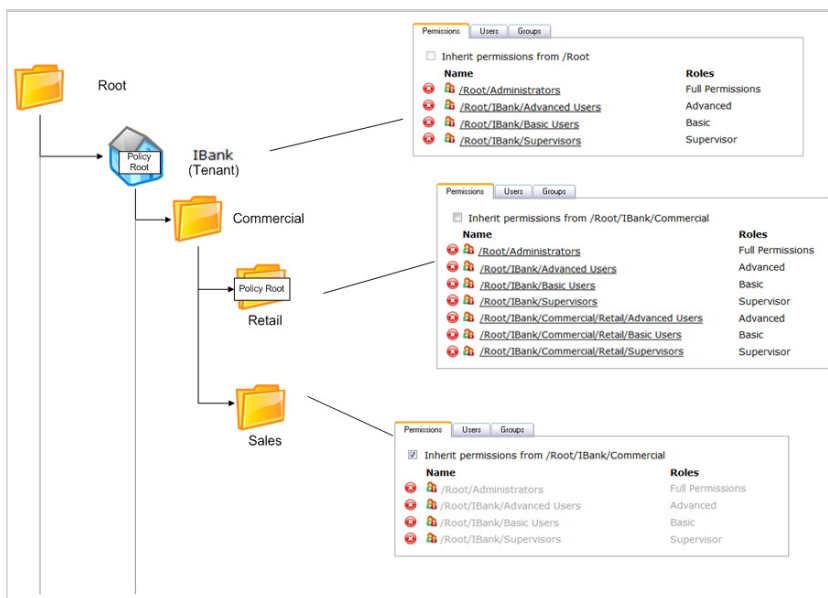 Root
Policy
Root
IBank
(Tenant)
Commercial
Policy Root
Retail
Sales
Permissions Users Groups
Inherit permissions from /Root
Name Roles
/Root/Administrators Full Permissions
/Root/IBank/Advanced Users Advanced
/Root/IBank/Basic Users Basic
/Root/IBank/Supervisors Supervisor
Permissions Users Groups
Inherit permissions from /Root/IBank/Commercial
Name Roles
/Root/Administrators Full Permissions
/Root/IBank/Advanced Users Advanced
/Root/IBank/Basic Users Basic
/Root/IBank/Supervisors Supervisor
/Root/IBank/Commercial/Retail/Advanced Users Advanced
/Root/IBank/Commercial/Retail/Basic Users Basic
/Root/IBank/Commercial/Retail/Supervisors Supervisor
Permissions Users Groups
Inherit permissions from /Root/IBank/Commercial
Name Roles
/Root/Administrators Full Permissions
/Root/IBank/Advanced Users Advanced
/Root/IBank/Basic Users Basic
/Root/IBank/Supervisors Supervisor